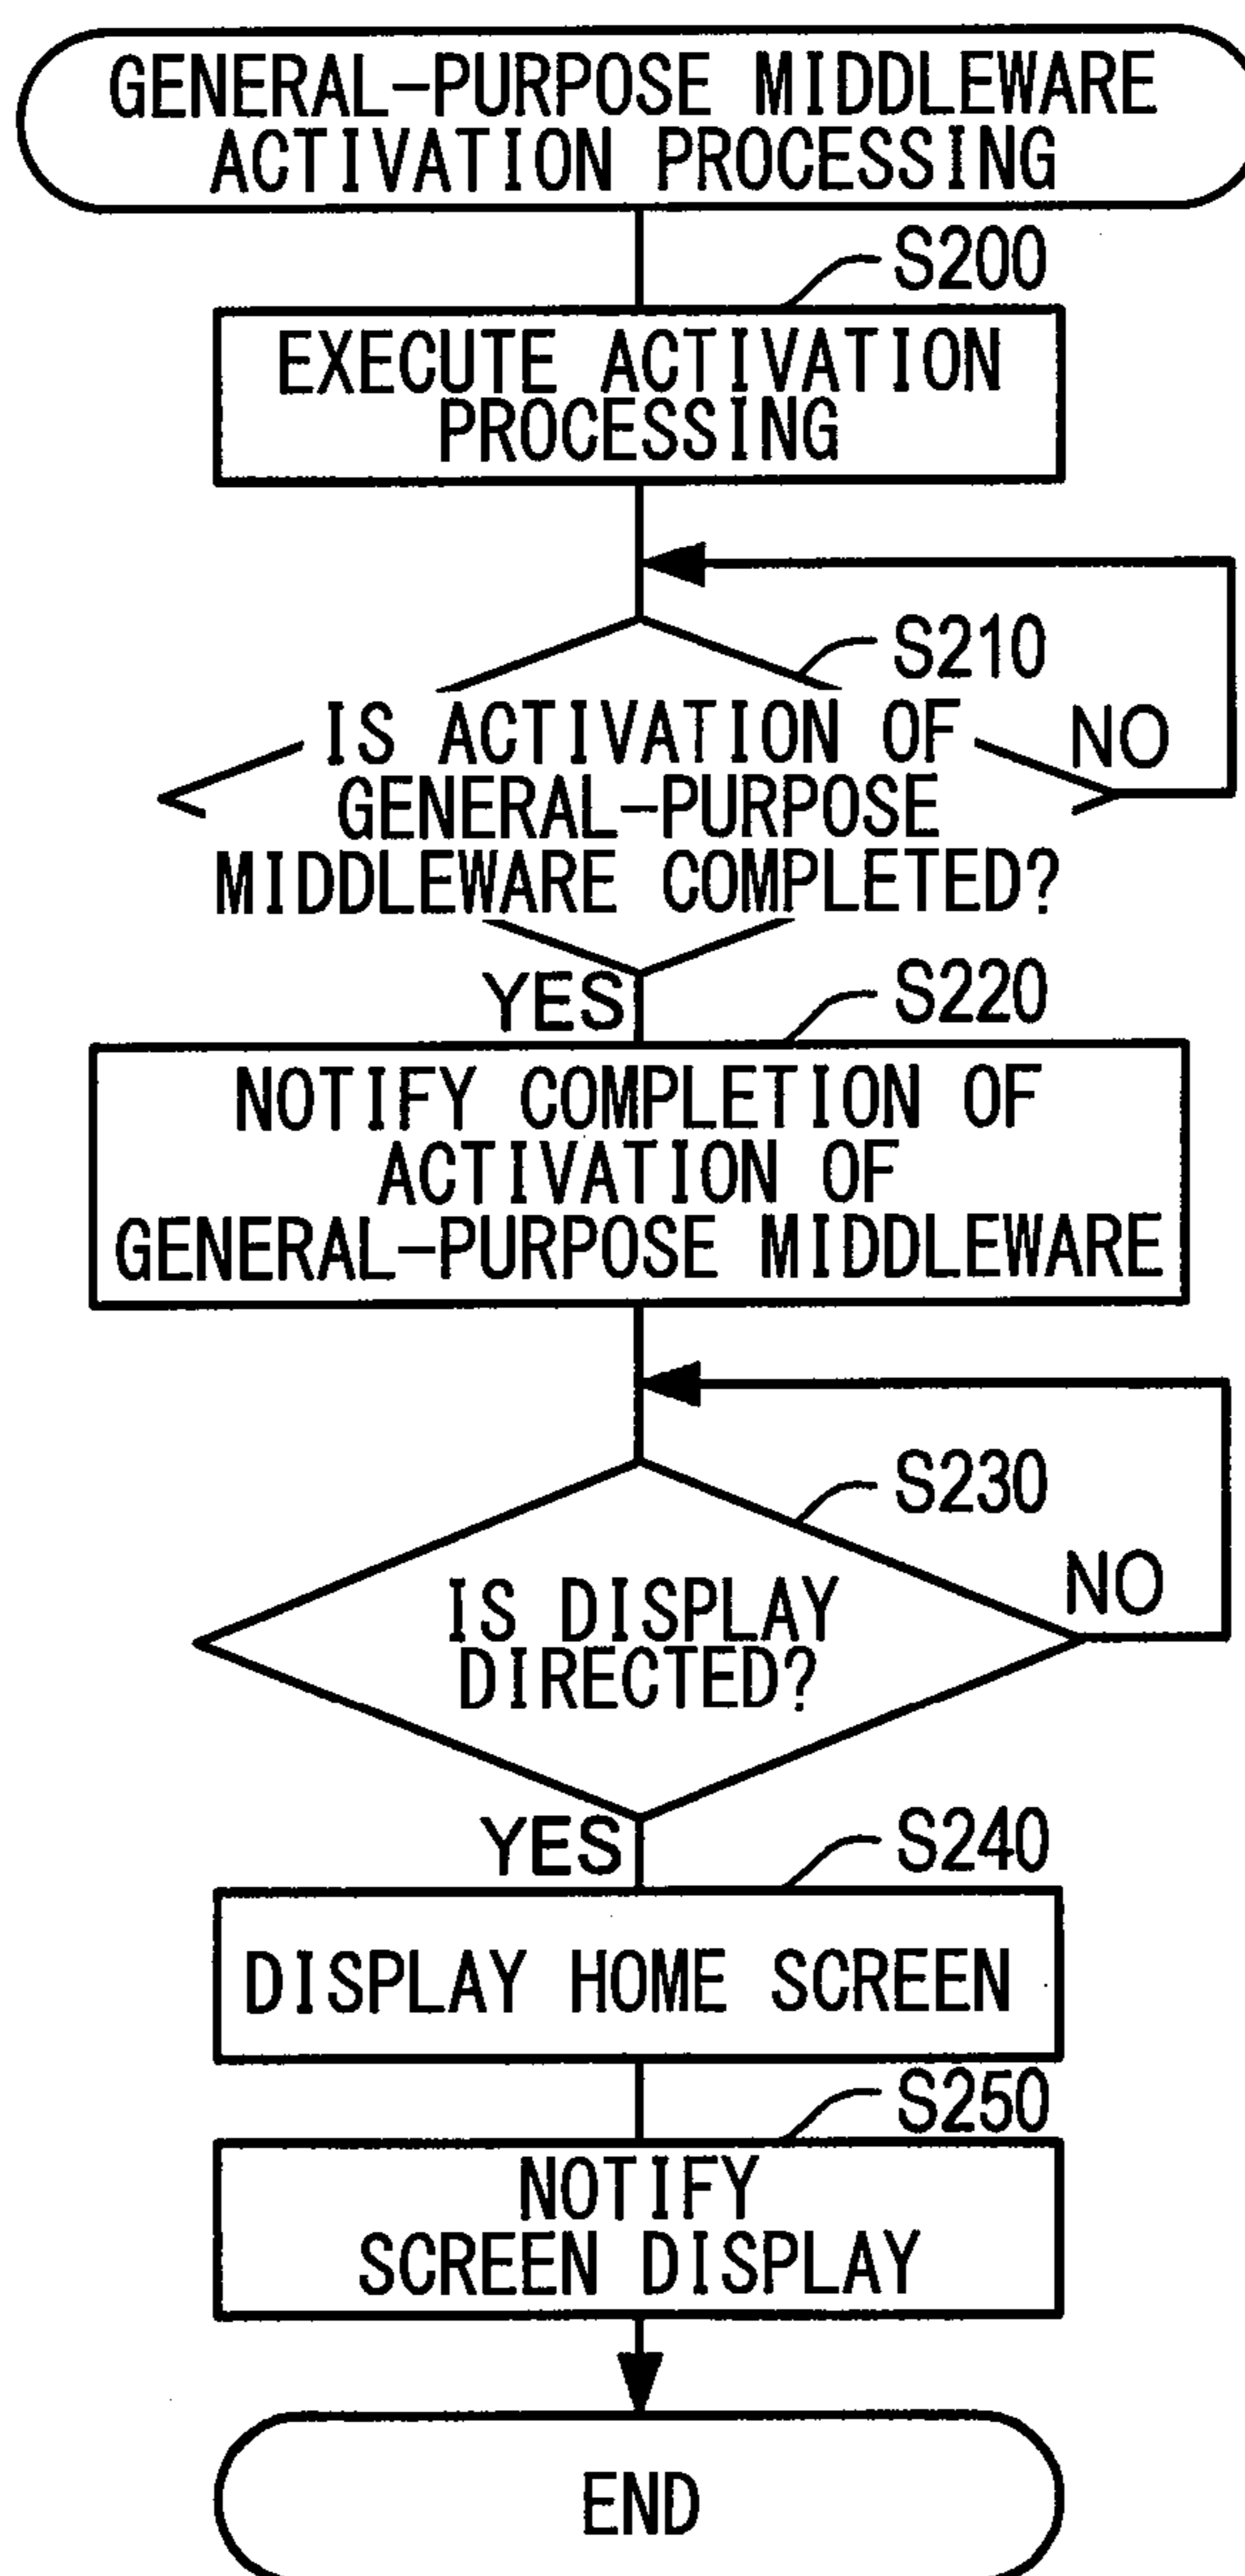 GENERAL-PURPOSE MIDDLEWARE
ACTIVATION PROCESSING
S200
EXECUTE ACTIVATION
PROCESSING
S210
IS ACTIVATION OF
GENERAL-PURPOSE
MIDDLEWARE COMPLETED?
NO
YES
S220
NOTIFY COMPLETION OF
ACTIVATION OF
GENERAL-PURPOSE MIDDLEWARE
S230
IS DISPLAY
DIRECTED?
NO
YES
S240
DISPLAY HOME SCREEN
S250
NOTIFY
SCREEN DISPLAY
END